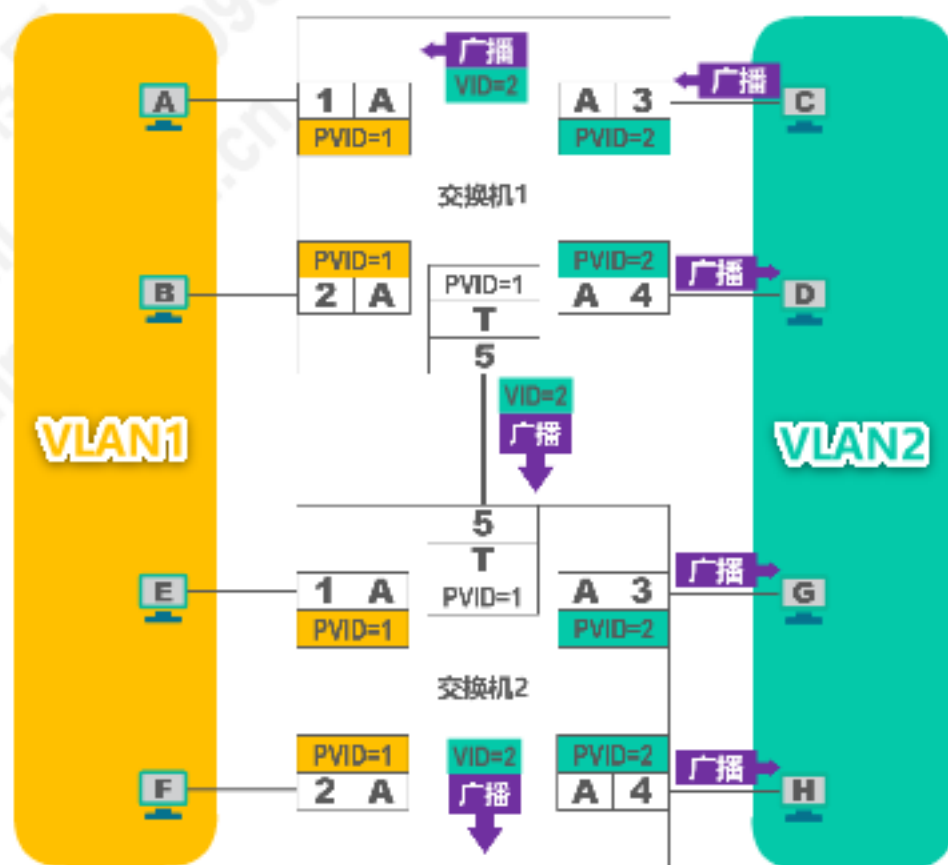 广播
VID=2
广播
A
1 A
A 3
C
PVID=1
PVID=2
交换机1
PVID=1
PVID=2
广播
B
2 A
PVID=1
A 4
D
T
5
VID=2
广播
VLAN1
VLAN2
5
T
PVID=1
广播
E
1 A
A 3
G
PVID=1
PVID=2
交换机2
PVID=1
VID=2
PVID=2
广播
F
2 A
广播
A 4
H